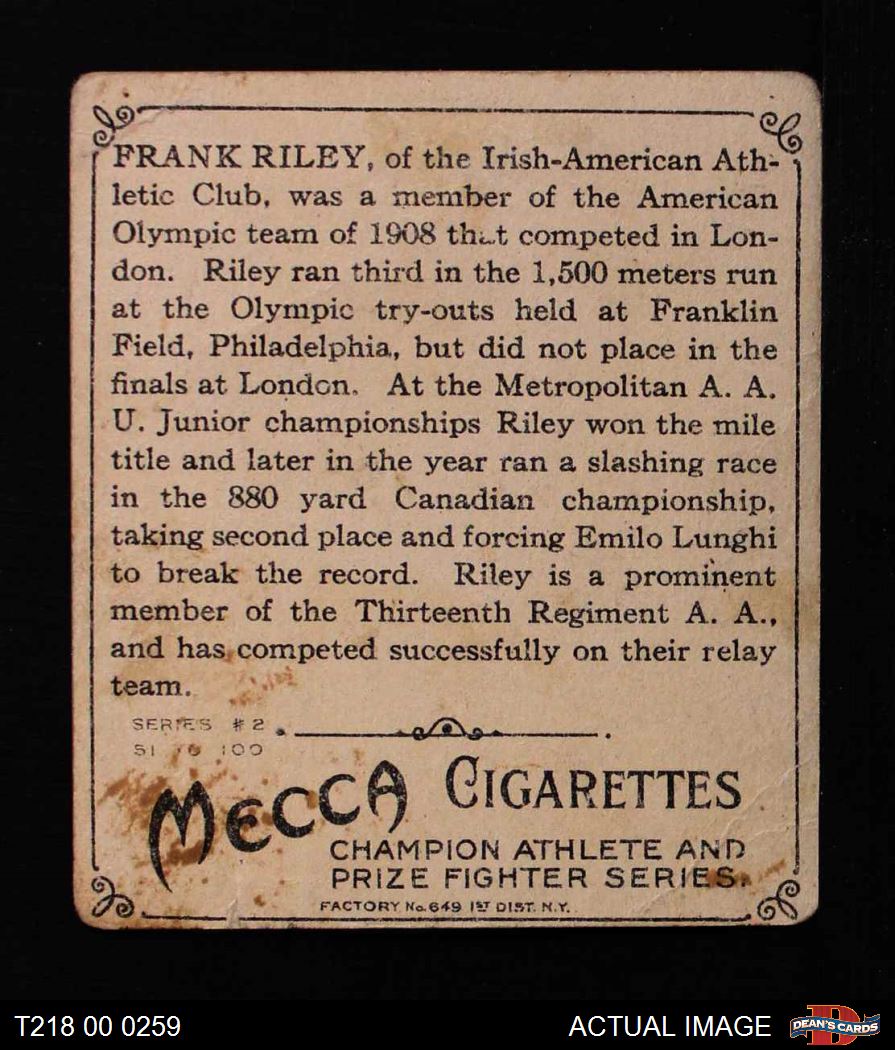 FRANK RILEY, of the Irish-American Ath-
letic Club, was a member of the American
Olympic team of 1908 that competed in Lon-
don. Riley ran third in the 1,500 meters run
at the Olympic try-outs held at Franklin
Field, Philadelphia, but did not place in the
finals at London. At the Metropolitan A. A.
U. Junior championships Riley won the mile
title and later in the year ran a slashing race
in the 880 yard Canadian championship,
taking second place and forcing Emilo Lunghi
to break the record. Riley is a prominent
member of the Thirteenth Regiment A. A.,
and has competed successfully on their relay
team.
SERIES #2
51 TO 100
MECCA CIGARETTES
CHAMPION ATHLETE AND
PRIZE FIGHTER SERIES.
FACTORY No. 649 1ST DIST. N.Y.
T218 00 0259
ACTUAL IMAGE
D
DEAN'S CARDS